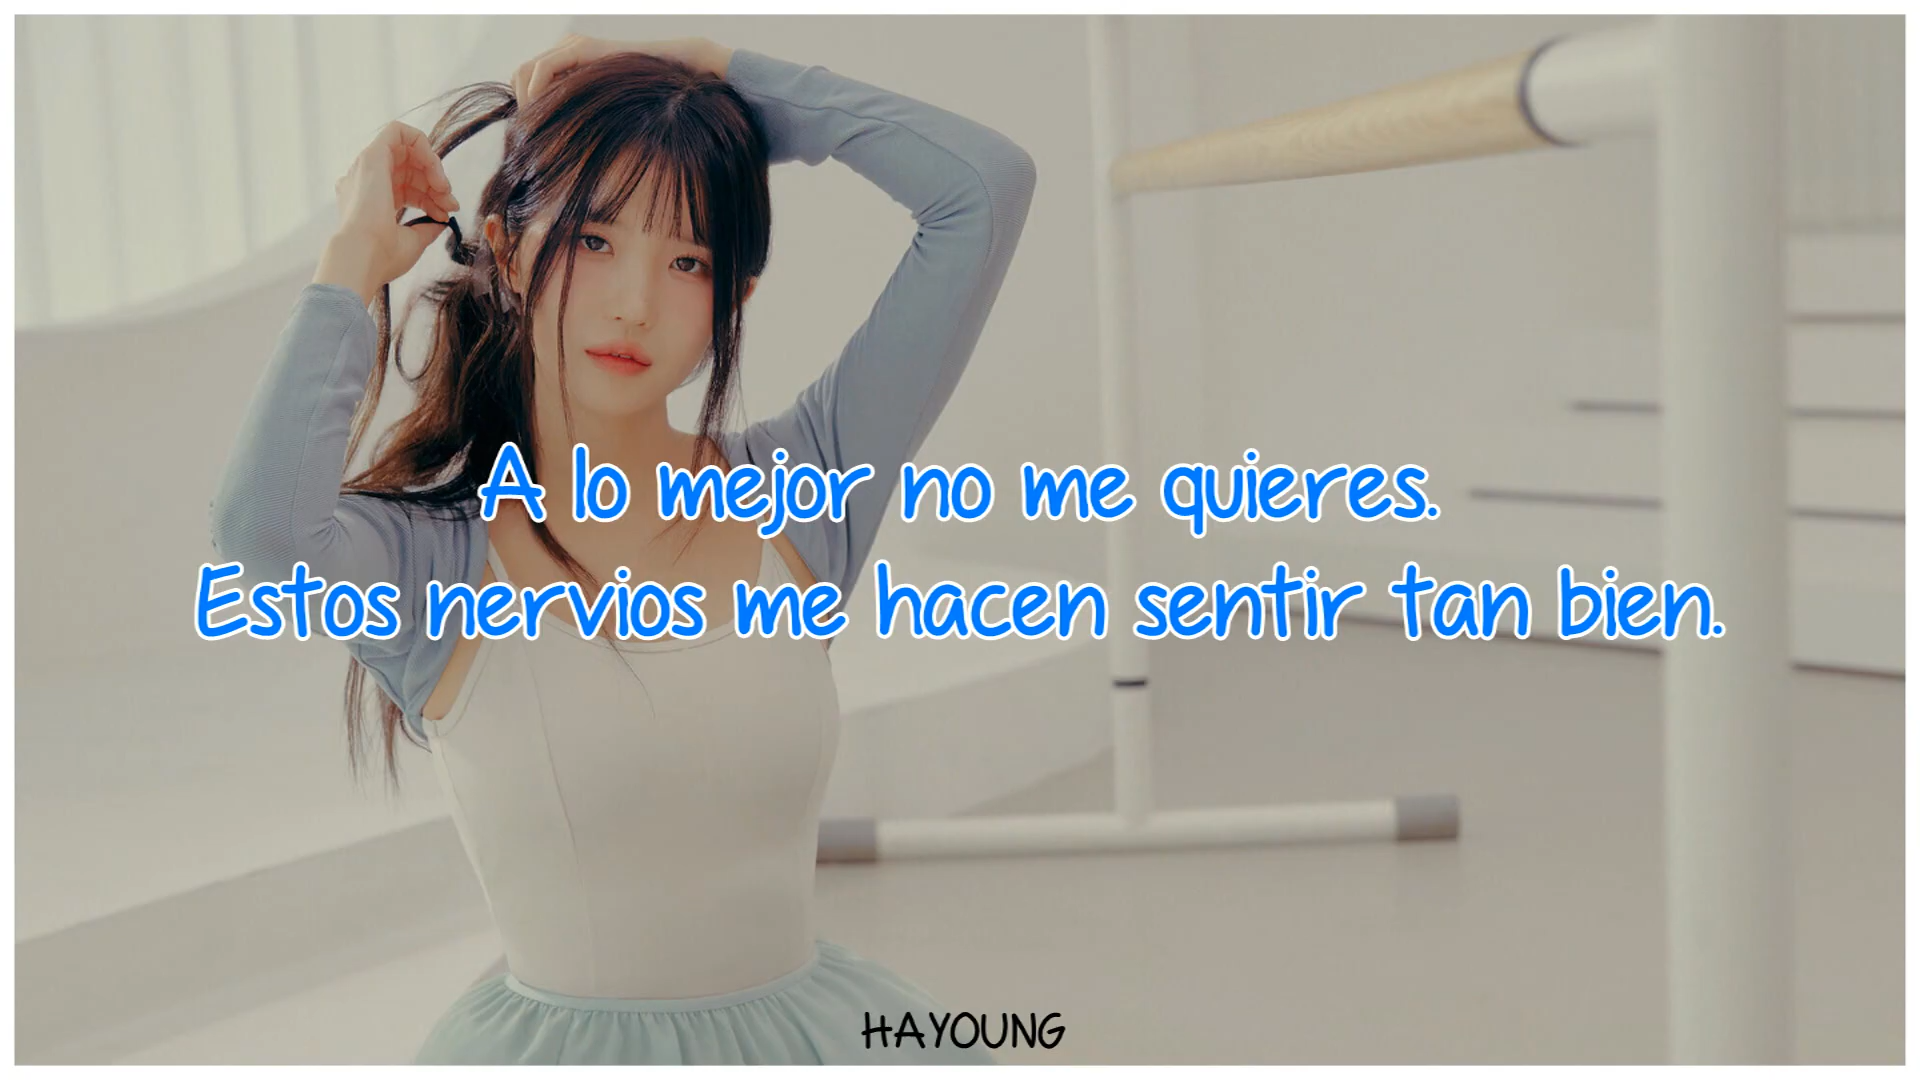 A lo mejor no me quieres.
Estos nervios me hacen sentir tan bien.
HAYOUNG